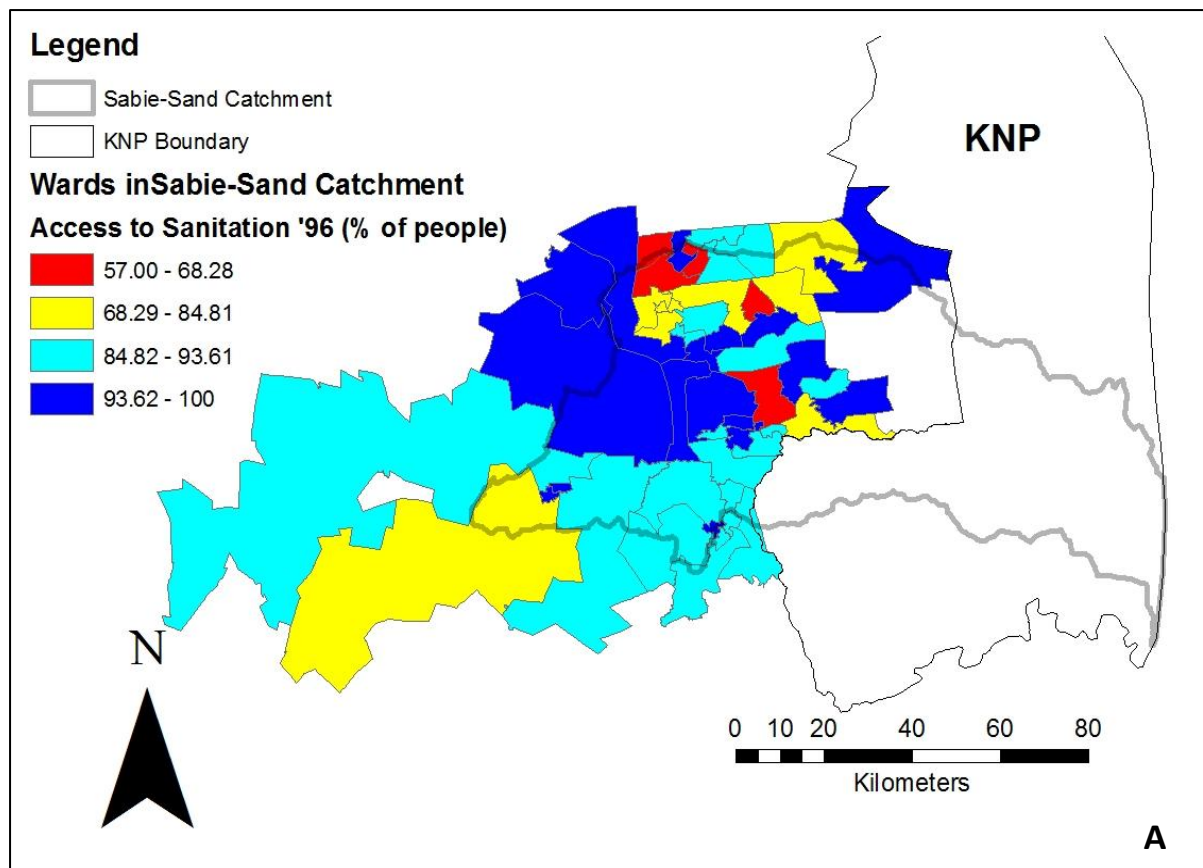 Legend
Sabie-Sand Catchment
KNP Boundary
Wards inSabie-Sand Catchment
Access to Sanitation '96 (% of people)
57.00 - 68.28
68.29 - 84.81
84.82 - 93.61
93.62 - 100
KNP
N
0 10 20 40 60 80
Kilometers
A